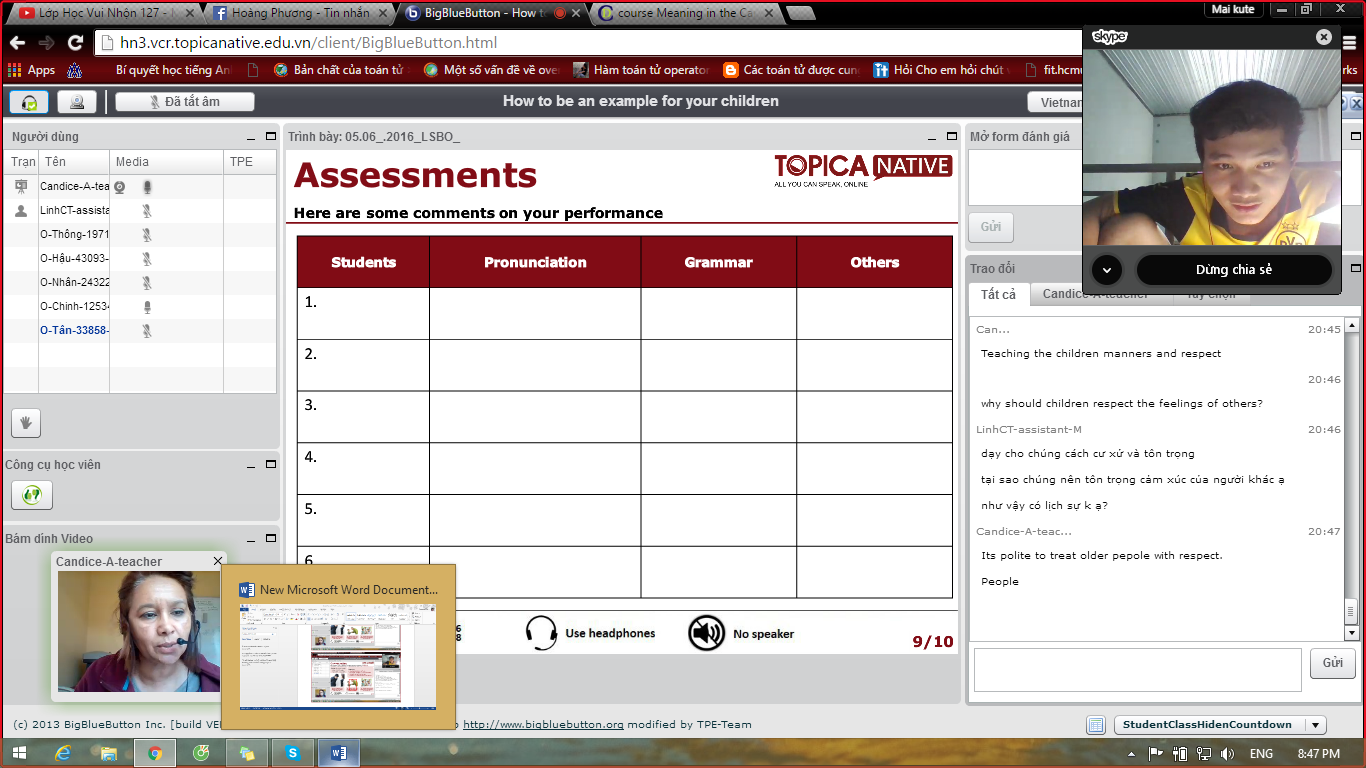 Lớp Học Vui Nhộn 127 -
Hoàng Phương - Tin nhắn
BigBlueButton - How t
course Meaning in the Ca
Mai kute
hn3.vcr.topicanative.edu.vn/client/BigBlueButton.html
Apps
Bí quyết học tiếng An
Bản chất của toán tử
Một số vấn đề về over
Hàm toán tử operator
Các toán tử được cung
Hỏi Cho em hỏi chút v
fit.hcmu
rks
skype
Đã tắt âm
How to be an example for your children
Vietnam
Người dùng
Trạn Tên Media TPE
Candice-A-tea
LinhCT-assista
O-Thông-1971
O-Hậu-43093-
O-Nhân-24322
O-Chinh-12534
O-Tân-33858-
Công cụ học viên
Bám dính Video
Candice-A-teacher
Trình bày: 05.06_.2016_LSBO_
Assessments
TOPICA NATIVE
ALL YOU CAN SPEAK, ONLINE
Here are some comments on your performance
Students Pronunciation Grammar Others
1.
2.
3.
4.
5.
6.
New Microsoft Word Document...
Use headphones
No speaker
9/10
Mở form đánh giá
Gửi
Dừng chia sẻ
Trao đổi
Tất cả Candice-A-teacher Tùy chọn
Can... 20:45
Teaching the children manners and respect
20:46
why should children respect the feelings of others?
LinhCT-assistant-M 20:46
dạy cho chúng cách cư xử và tôn trọng
tại sao chúng nên tôn trọng cảm xúc của người khác ạ
như vậy có lịch sự k ạ?
Candice-A-teac... 20:47
Its polite to treat older pepole with respect.
People
Gửi
(c) 2013 BigBlueButton Inc. [build VE
http://www.bigbluebutton.org modified by TPE-Team
StudentClassHidenCountdown
ENG
8:47 PM